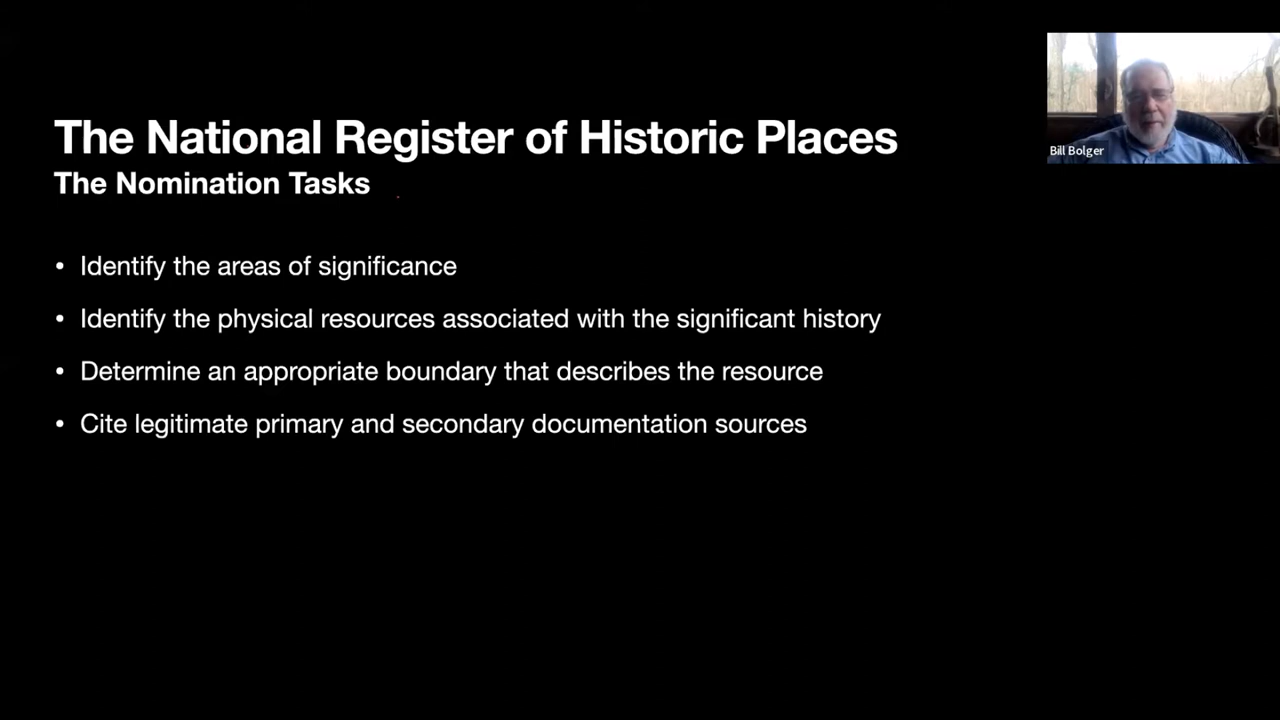 The National Register of Historic Places
The Nomination Tasks
Bill Bolger
• Identify the areas of significance
• Identify the physical resources associated with the significant history
• Determine an appropriate boundary that describes the resource
• Cite legitimate primary and secondary documentation sources